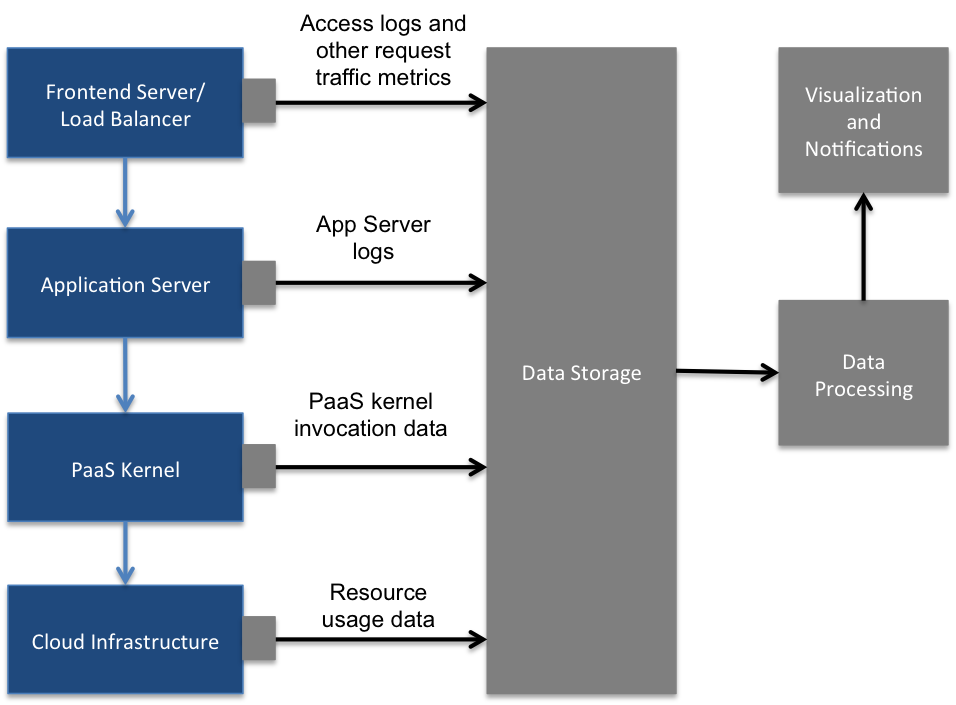 Access logs and
other request
traffic metrics
Frontend Server/
Load Balancer
Visualization
and
Notifications
App Server
logs
Application Server
Data Storage
Data
Processing
PaaS kernel
invocation data
PaaS Kernel
Resource
usage data
Cloud Infrastructure